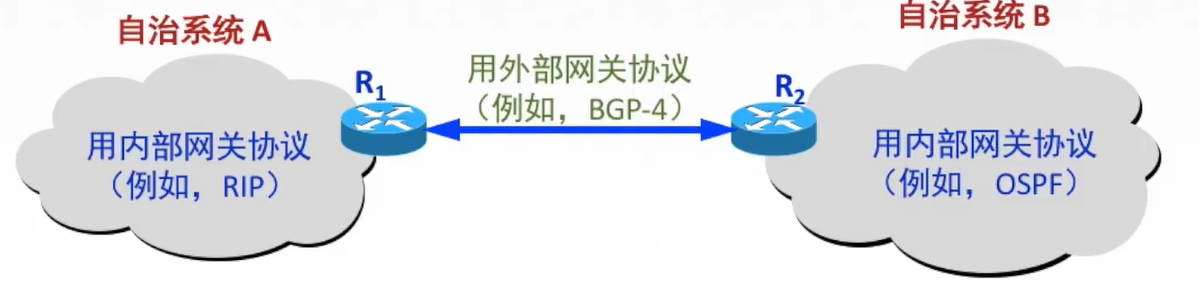 自治系统 A
自治系统 B
R1
用外部网关协议
（例如，BGP-4）
R2
用内部网关协议
（例如，RIP）
用内部网关协议
（例如，OSPF）